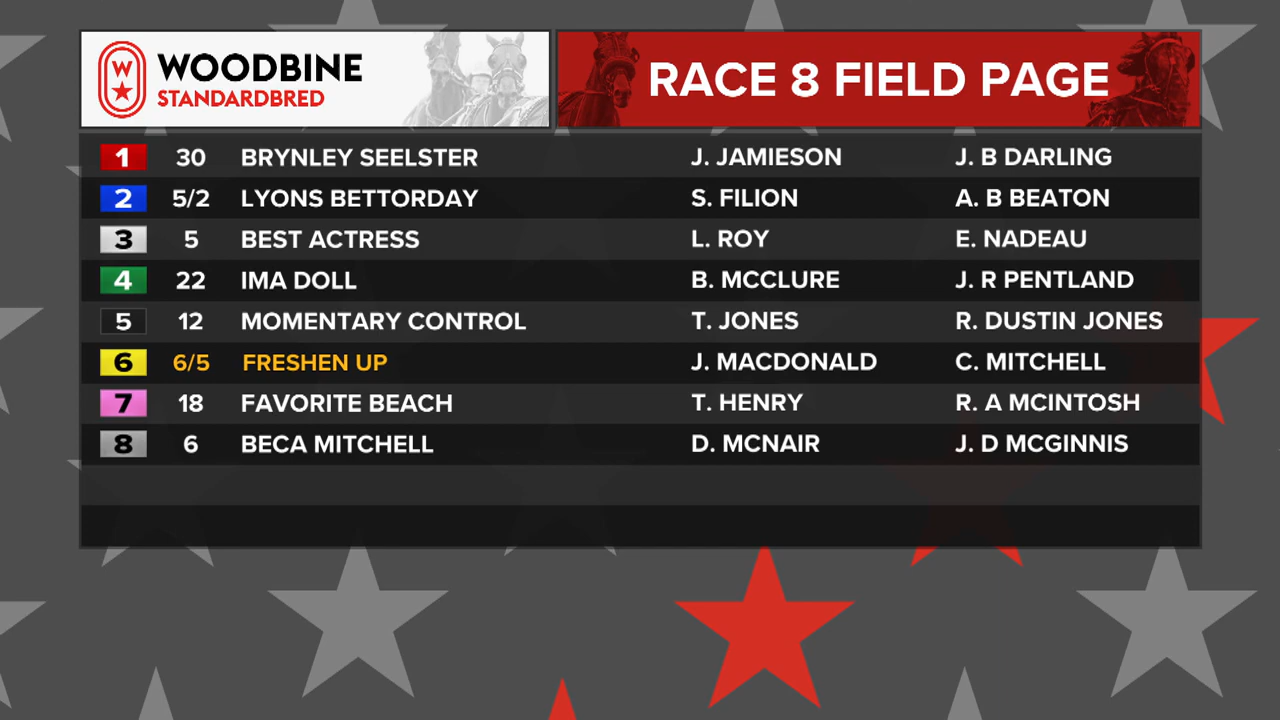 W
WOODBINE
STANDARDBRED
RACE 8 FIELD PAGE
1 30 BRYNLEY SEELSTER J. JAMIESON J. B DARLING
2 5/2 LYONS BETTORDAY S. FILION A. B BEATON
3 5 BEST ACTRESS L. ROY E. NADEAU
4 22 IMA DOLL B. MCCLURE J. R PENTLAND
5 12 MOMENTARY CONTROL T. JONES R. DUSTIN JONES
6 6/5 FRESHEN UP J. MACDONALD C. MITCHELL
7 18 FAVORITE BEACH T. HENRY R. A MCINTOSH
8 6 BECA MITCHELL D. MCNAIR J. D MCGINNIS